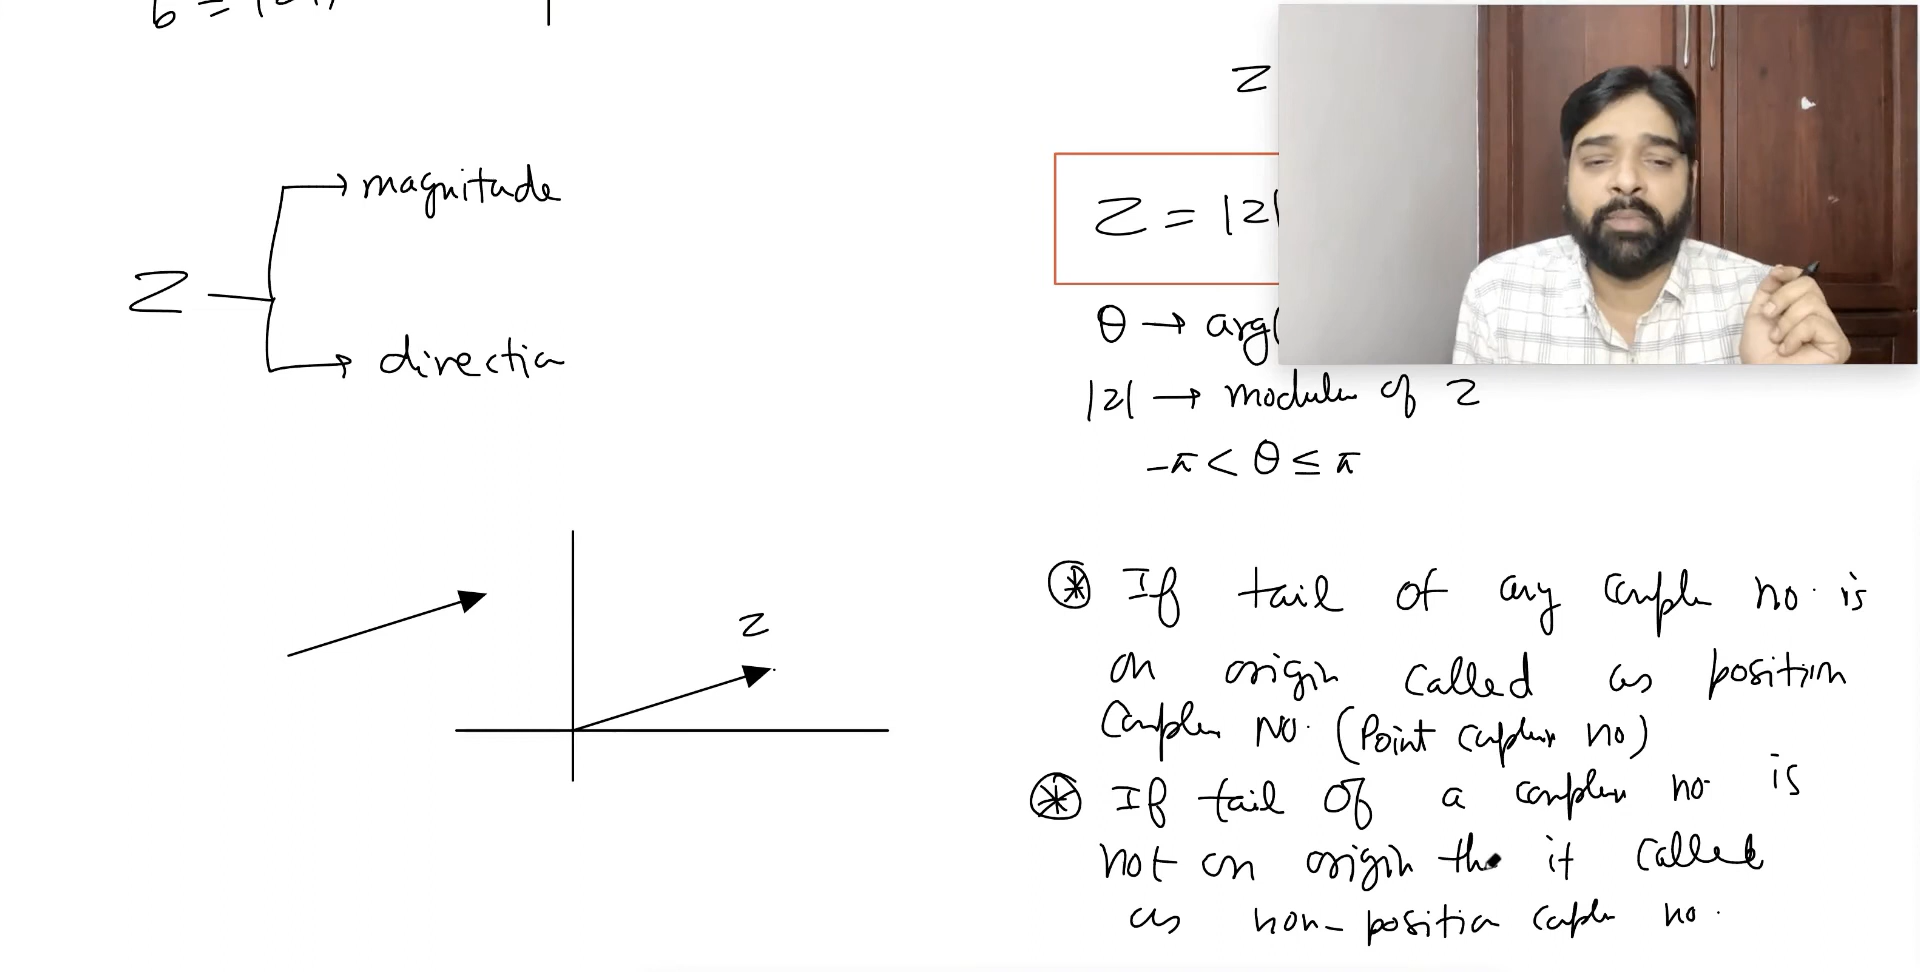 b =
z
magnitude
Z = |z|
Z
θ → arg(
direction
|z| → modulus of z
-π < θ ≤ π
z
⊛ If tail of any complex no. is
on origin called as position
Complex No. (Point complex no)
⊛ If tail of a complex no. is
not on origin the it called
as non-position complex no.